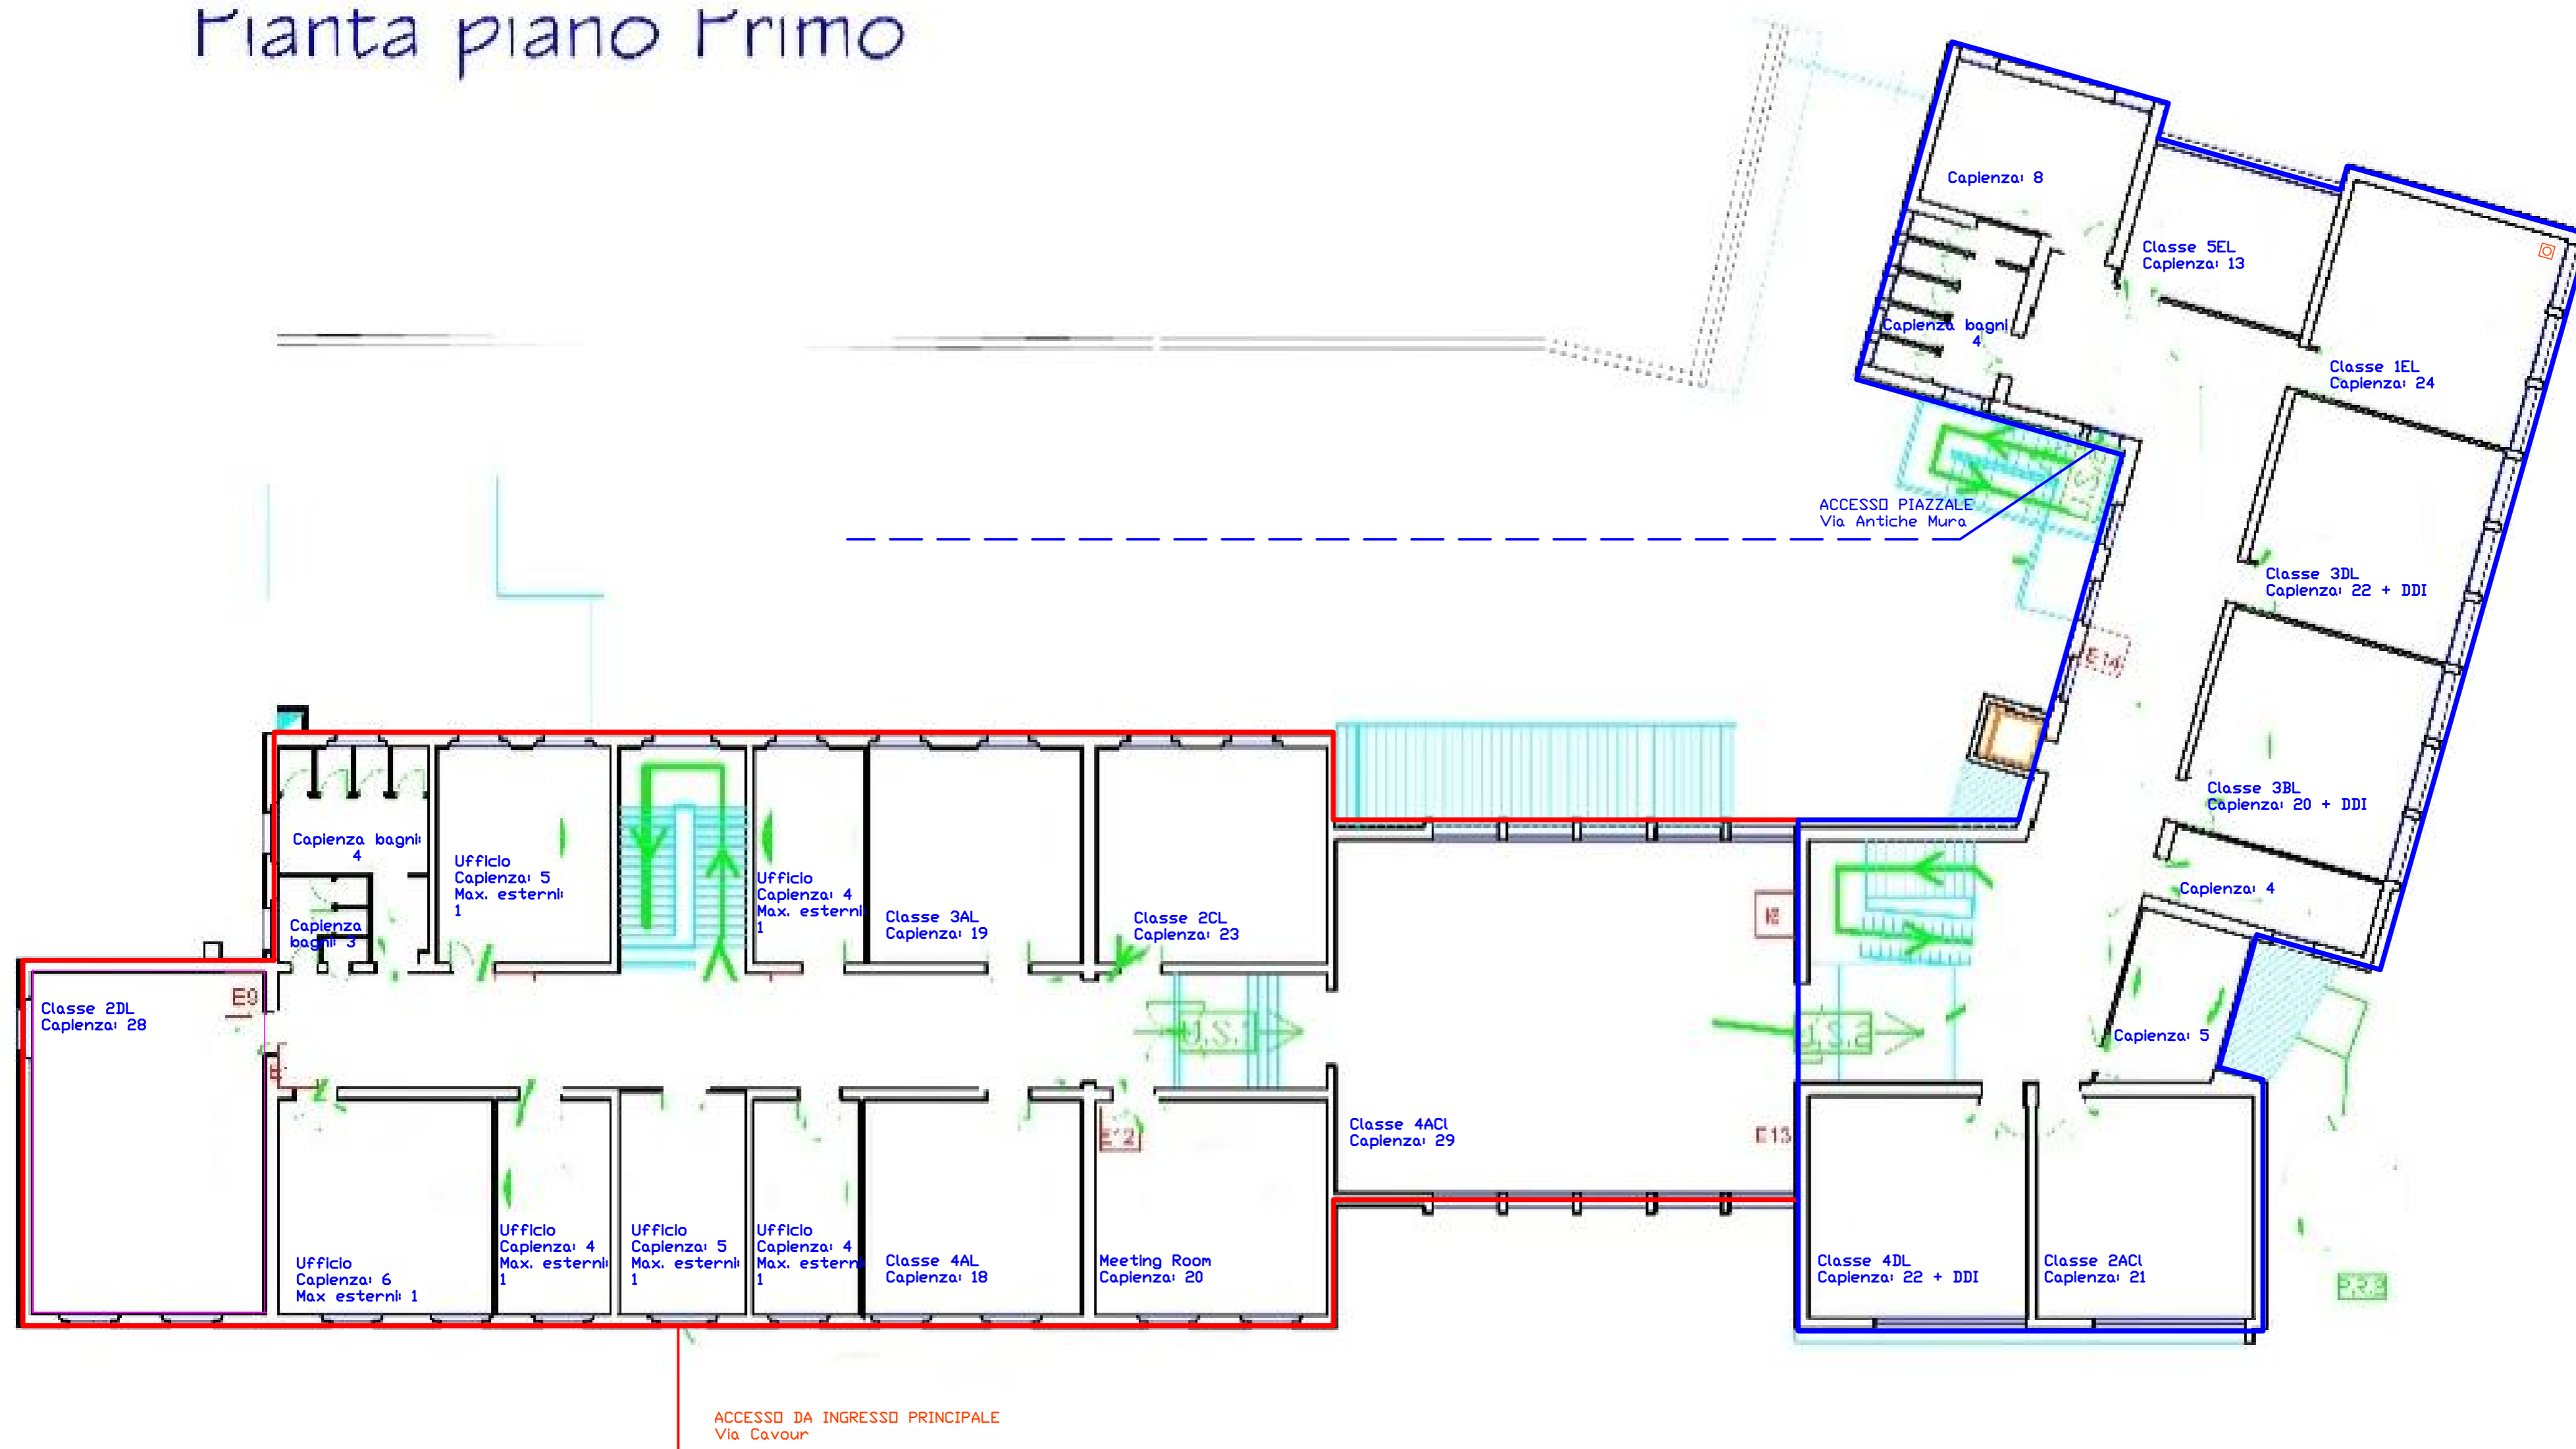 Pianta piano Primo
Capienza: 8
Classe 5EL
Capienza: 13
Capienza bagni
4
Classe 1EL
Capienza: 24
ACCESSO PIAZZALE
Via Antiche Mura
Classe 3DL
Capienza: 22 + DDI
E14
Classe 3BL
Capienza: 20 + DDI
Capienza: 4
Capienza: 5
Capienza bagni:
4
Capienza
bagni: 3
Ufficio
Capienza: 5
Max. esterni:
1
Ufficio
Capienza: 4
Max. esterni:
1
Classe 3AL
Capienza: 19
Classe 2CL
Capienza: 23
Classe 2DL
Capienza: 28
E9
U.S.1
U.S.2
E12
E13
Classe 4ACl
Capienza: 29
Ufficio
Capienza: 6
Max esterni: 1
Ufficio
Capienza: 4
Max. esterni:
1
Ufficio
Capienza: 5
Max. esterni:
1
Ufficio
Capienza: 4
Max. esterni:
1
Classe 4AL
Capienza: 18
Meeting Room
Capienza: 20
Classe 4DL
Capienza: 22 + DDI
Classe 2ACl
Capienza: 21
ACCESSO DA INGRESSO PRINCIPALE
Via Cavour